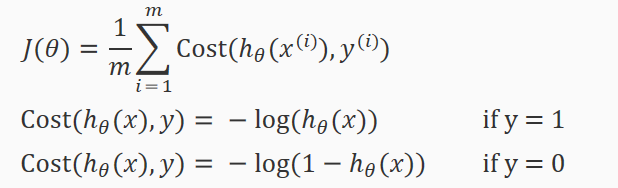 J(θ) = 1/m ∑_{i=1}^{m} Cost(h_θ(x^{(i)}), y^{(i)})
Cost(h_θ(x), y) = − log(h_θ(x)) if y = 1
Cost(h_θ(x), y) = − log(1 − h_θ(x)) if y = 0